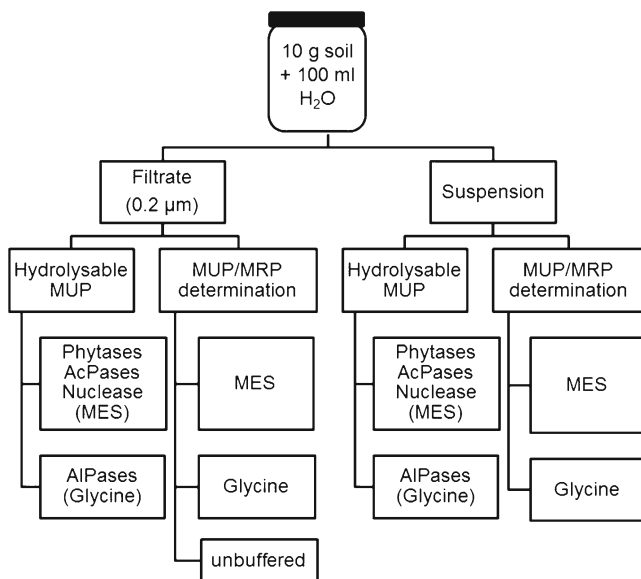 10 g soil
+ 100 ml
H₂O
Filtrate
(0.2 µm)
Suspension
Hydrolysable
MUP
MUP/MRP
determination
Hydrolysable
MUP
MUP/MRP
determination
Phytases
AcPases
Nuclease
(MES)
MES
Phytases
AcPases
Nuclease
(MES)
MES
AlPases
(Glycine)
Glycine
AlPases
(Glycine)
Glycine
unbuffered